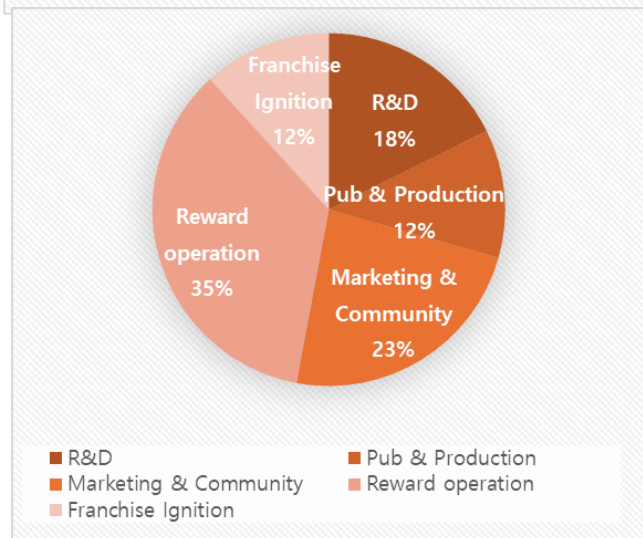 Franchise
Ignition
12%
R&D
18%
Pub & Production
12%
Reward
operation
35%
Marketing &
Community
23%
R&D
Pub & Production
Marketing & Community
Reward operation
Franchise Ignition